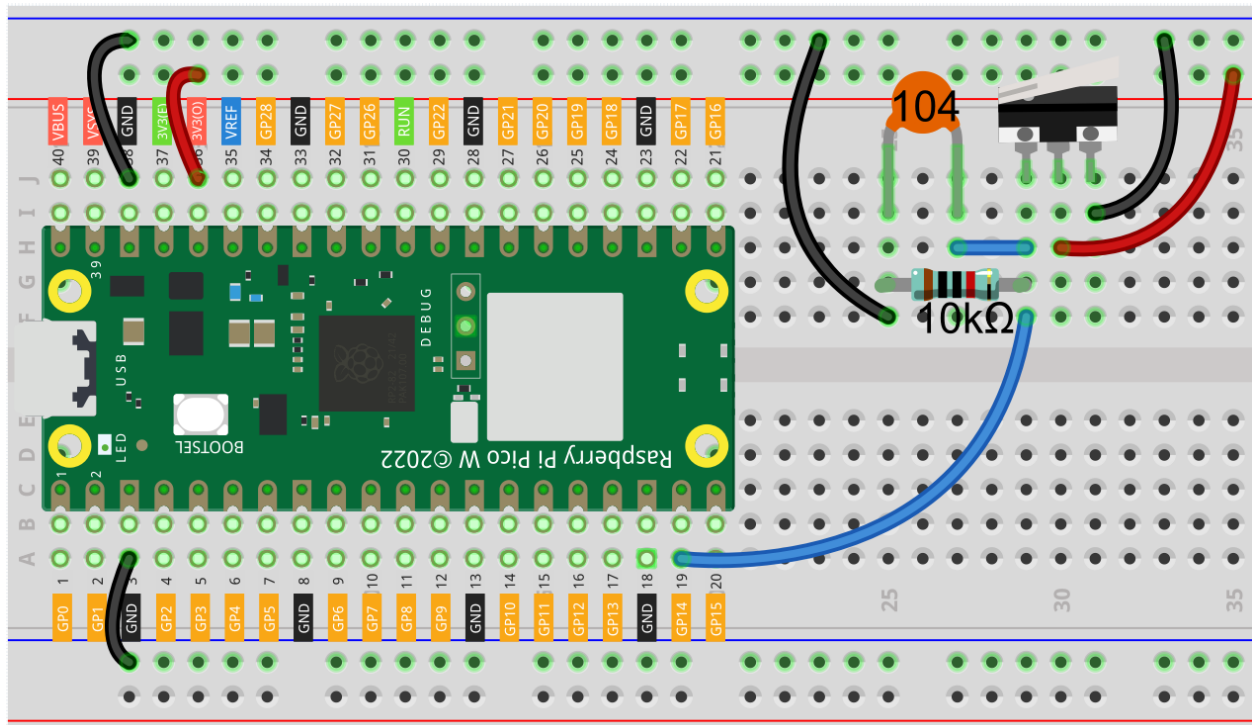 VBUS
VSYS
GND
3V3(E)
3V3(O)
VREF
GP28
GND
GP27
GP26
RUN
GP22
GND
GP21
GP20
GP19
GP18
GND
GP17
GP16
104
40
39
38
37
36
35
34
33
32
31
30
29
28
27
26
25
24
23
22
21
35
J
I
H
G
F
39
DEBUG
10kΩ
USB
BOOTSEL
LED
1
2
Raspberry Pi Pico W ©2022
E
D
C
B
A
1
2
3
4
5
6
7
8
9
10
11
12
13
14
15
16
17
18
19
20
25
30
35
GP0
GP1
GND
GP2
GP3
GP4
GP5
GND
GP6
GP7
GP8
GP9
GND
GP10
GP11
GP12
GP13
GND
GP14
GP15